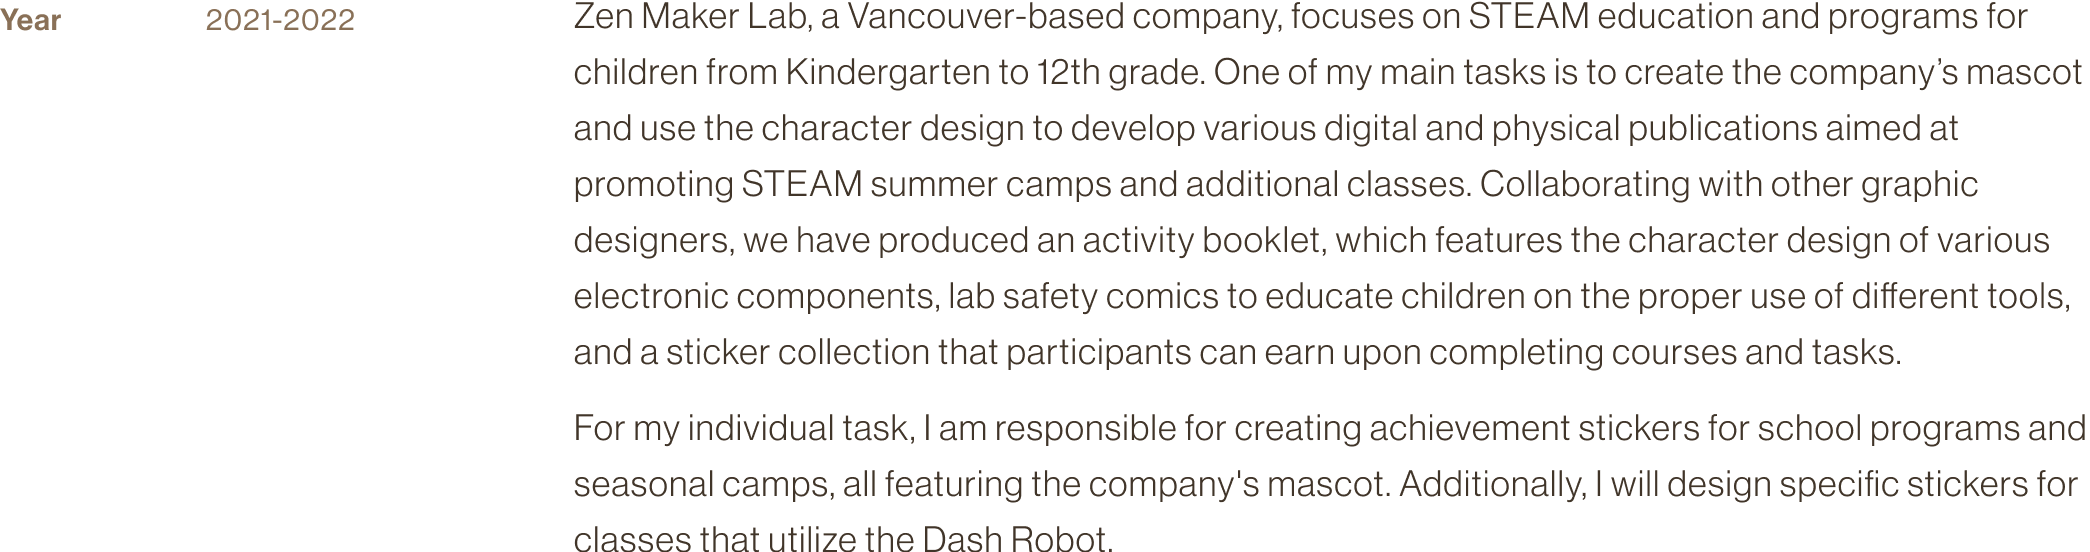 Year
2021-2022
Zen Maker Lab, a Vancouver-based company, focuses on STEAM education and programs for
children from Kindergarten to 12th grade. One of my main tasks is to create the company’s mascot
and use the character design to develop various digital and physical publications aimed at
promoting STEAM summer camps and additional classes. Collaborating with other graphic
designers, we have produced an activity booklet, which features the character design of various
electronic components, lab safety comics to educate children on the proper use of different tools,
and a sticker collection that participants can earn upon completing courses and tasks.
For my individual task, I am responsible for creating achievement stickers for school programs and
seasonal camps, all featuring the company's mascot. Additionally, I will design specific stickers for
classes that utilize the Dash Robot.